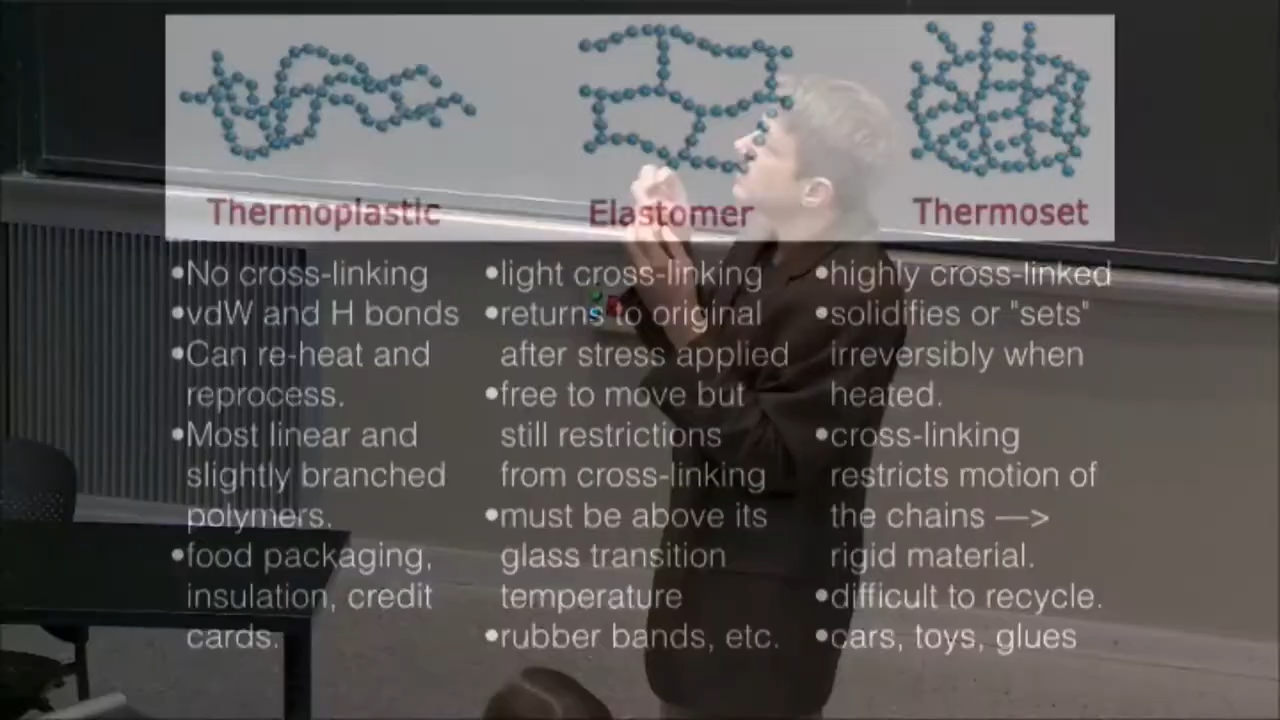 Thermoplastic
Elastomer
Thermoset
•No cross-linking
•vdW and H bonds
•Can re-heat and
reprocess.
•Most linear and
slightly branched
polymers.
•food packaging,
insulation, credit
cards.
•light cross-linking
•returns to original
after stress applied
•free to move but
still restrictions
from cross-linking
•must be above its
glass transition
temperature
•rubber bands, etc.
•highly cross-linked
•solidifies or "sets"
irreversibly when
heated.
•cross-linking
restricts motion of
the chains —>
rigid material.
•difficult to recycle.
•cars, toys, glues